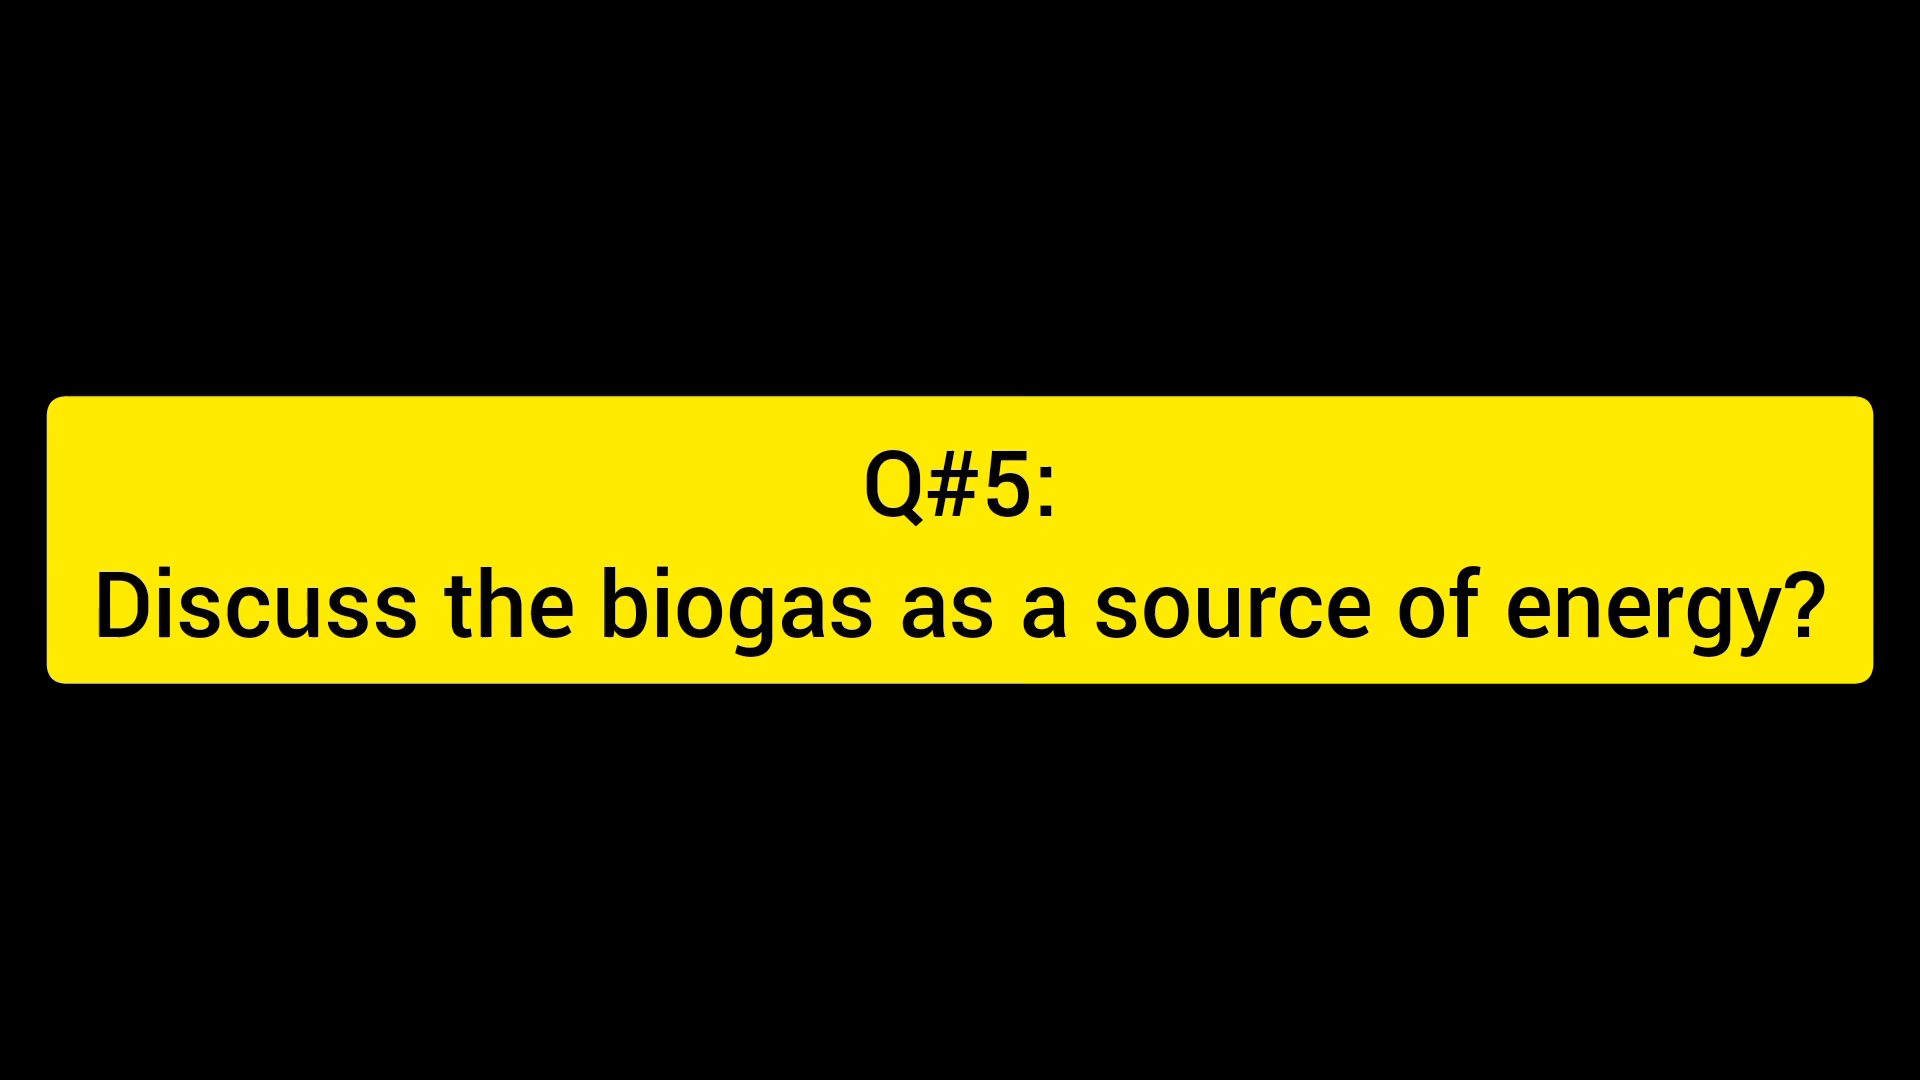 Q#5:
Discuss the biogas as a source of energy?